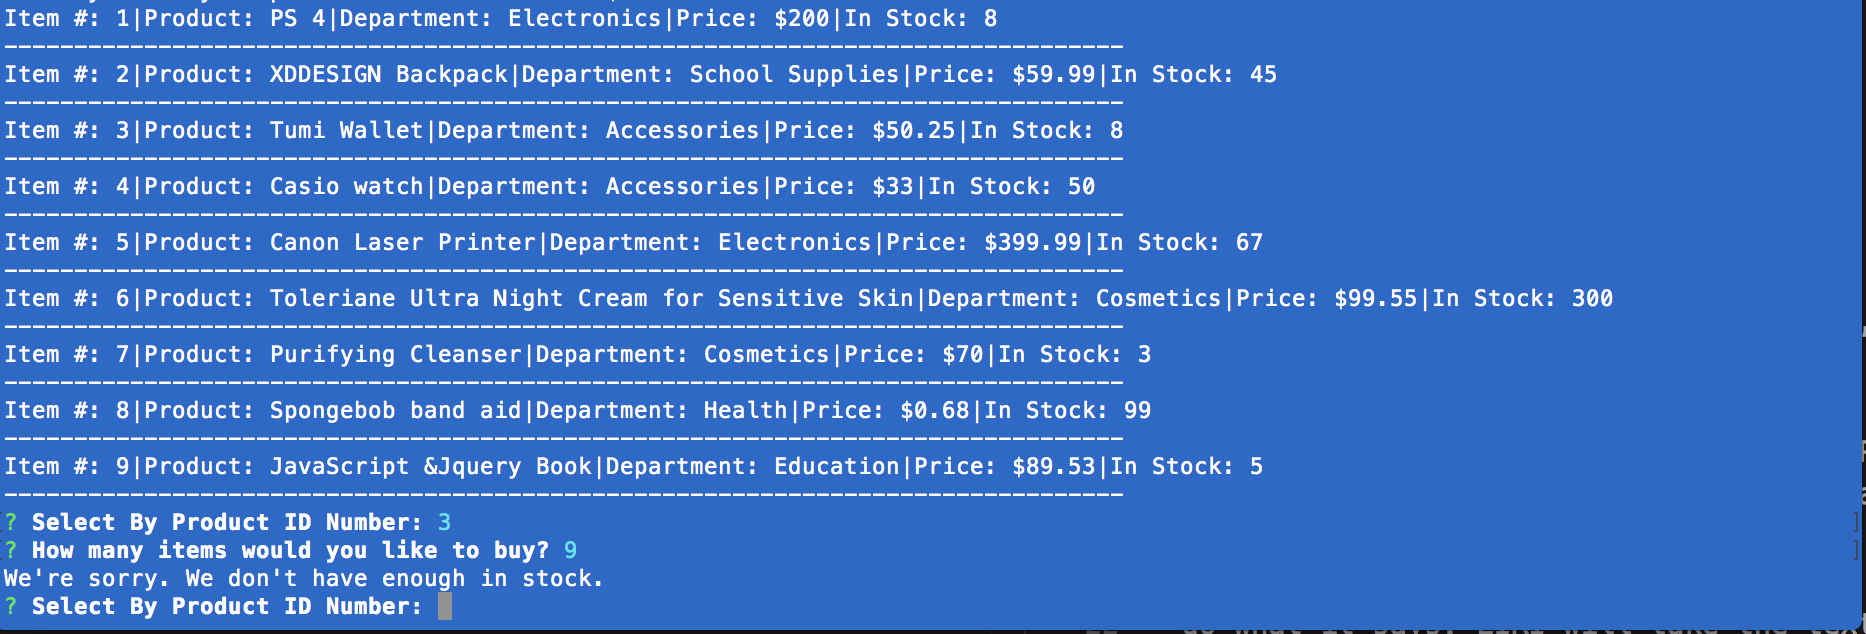 Item #: 1|Product: PS 4|Department: Electronics|Price: $200|In Stock: 8
--------------------------------------------------------------------------------
Item #: 2|Product: XDDESIGN Backpack|Department: School Supplies|Price: $59.99|In Stock: 45
--------------------------------------------------------------------------------
Item #: 3|Product: Tumi Wallet|Department: Accessories|Price: $50.25|In Stock: 8
--------------------------------------------------------------------------------
Item #: 4|Product: Casio watch|Department: Accessories|Price: $33|In Stock: 50
--------------------------------------------------------------------------------
Item #: 5|Product: Canon Laser Printer|Department: Electronics|Price: $399.99|In Stock: 67
--------------------------------------------------------------------------------
Item #: 6|Product: Toleriane Ultra Night Cream for Sensitive Skin|Department: Cosmetics|Price: $99.55|In Stock: 300
--------------------------------------------------------------------------------
Item #: 7|Product: Purifying Cleanser|Department: Cosmetics|Price: $70|In Stock: 3
--------------------------------------------------------------------------------
Item #: 8|Product: Spongebob band aid|Department: Health|Price: $0.68|In Stock: 99
--------------------------------------------------------------------------------
Item #: 9|Product: JavaScript &Jquery Book|Department: Education|Price: $89.53|In Stock: 5
--------------------------------------------------------------------------------
? Select By Product ID Number: 3
? How many items would you like to buy? 9
We're sorry. We don't have enough in stock.
? Select By Product ID Number: